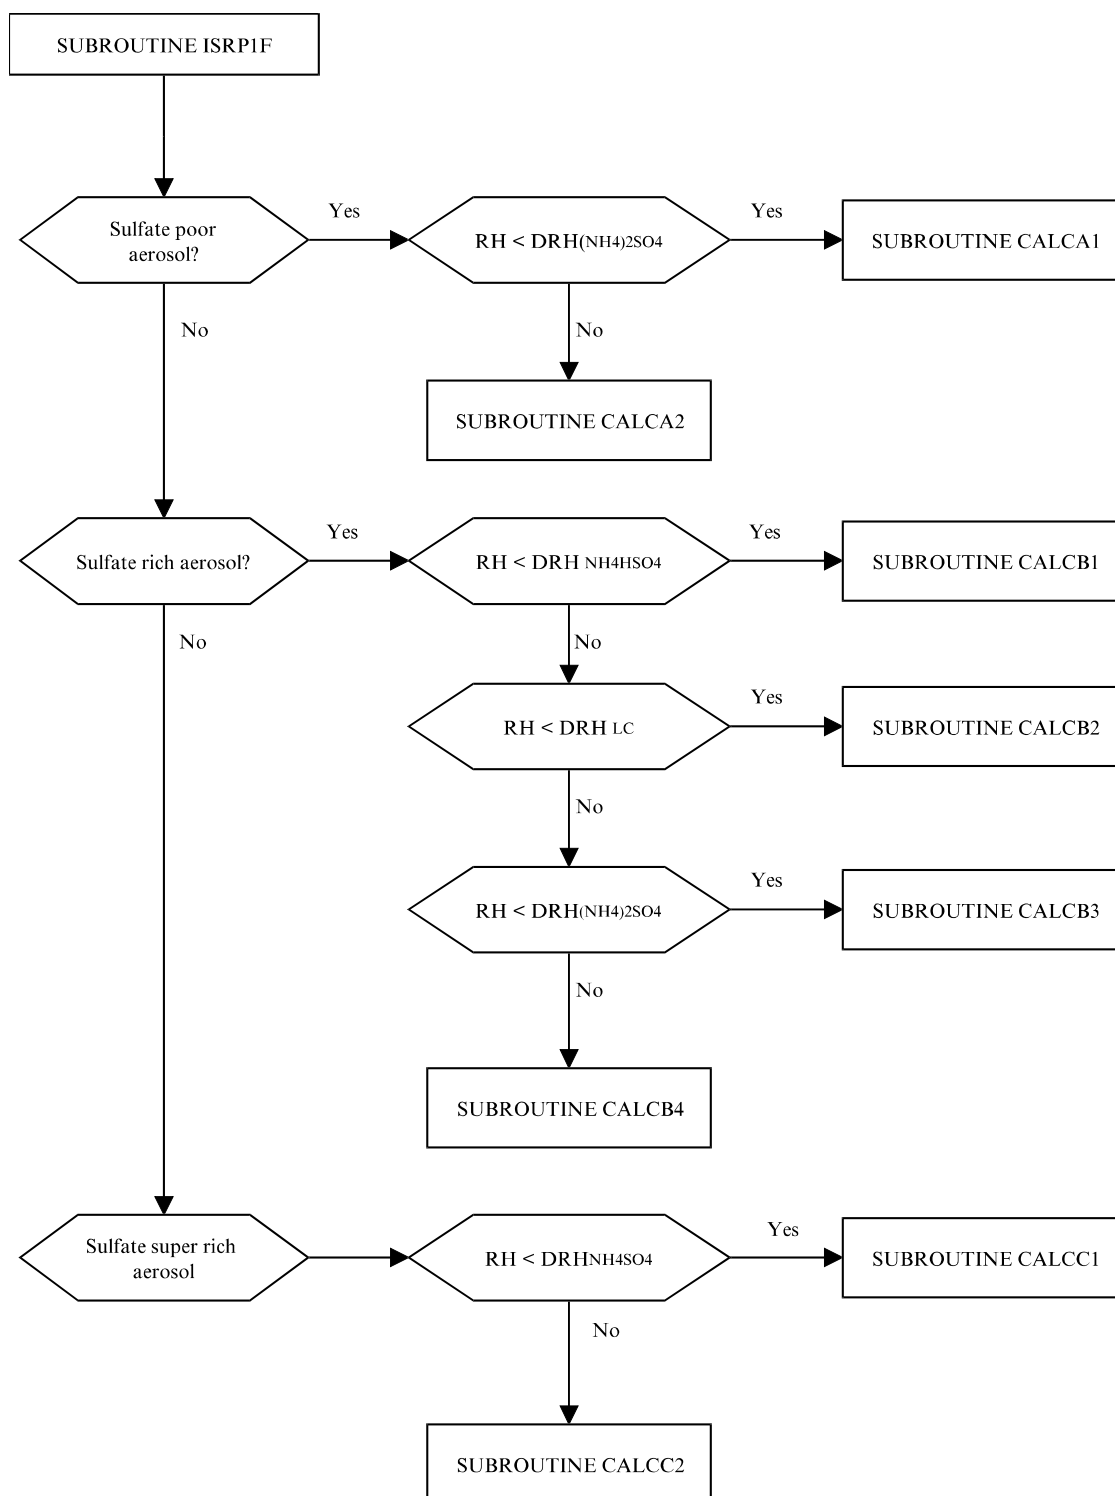 SUBROUTINE ISRP1F
Sulfate poor
aerosol?
Yes
RH < DRH(NH4)2SO4
Yes
SUBROUTINE CALCA1
No
No
SUBROUTINE CALCA2
Sulfate rich aerosol?
Yes
RH < DRH NH4HSO4
Yes
SUBROUTINE CALCB1
No
No
RH < DRH LC
Yes
SUBROUTINE CALCB2
No
RH < DRH(NH4)2SO4
Yes
SUBROUTINE CALCB3
No
SUBROUTINE CALCB4
Sulfate super rich
aerosol
RH < DRHNH4SO4
Yes
SUBROUTINE CALCC1
No
SUBROUTINE CALCC2